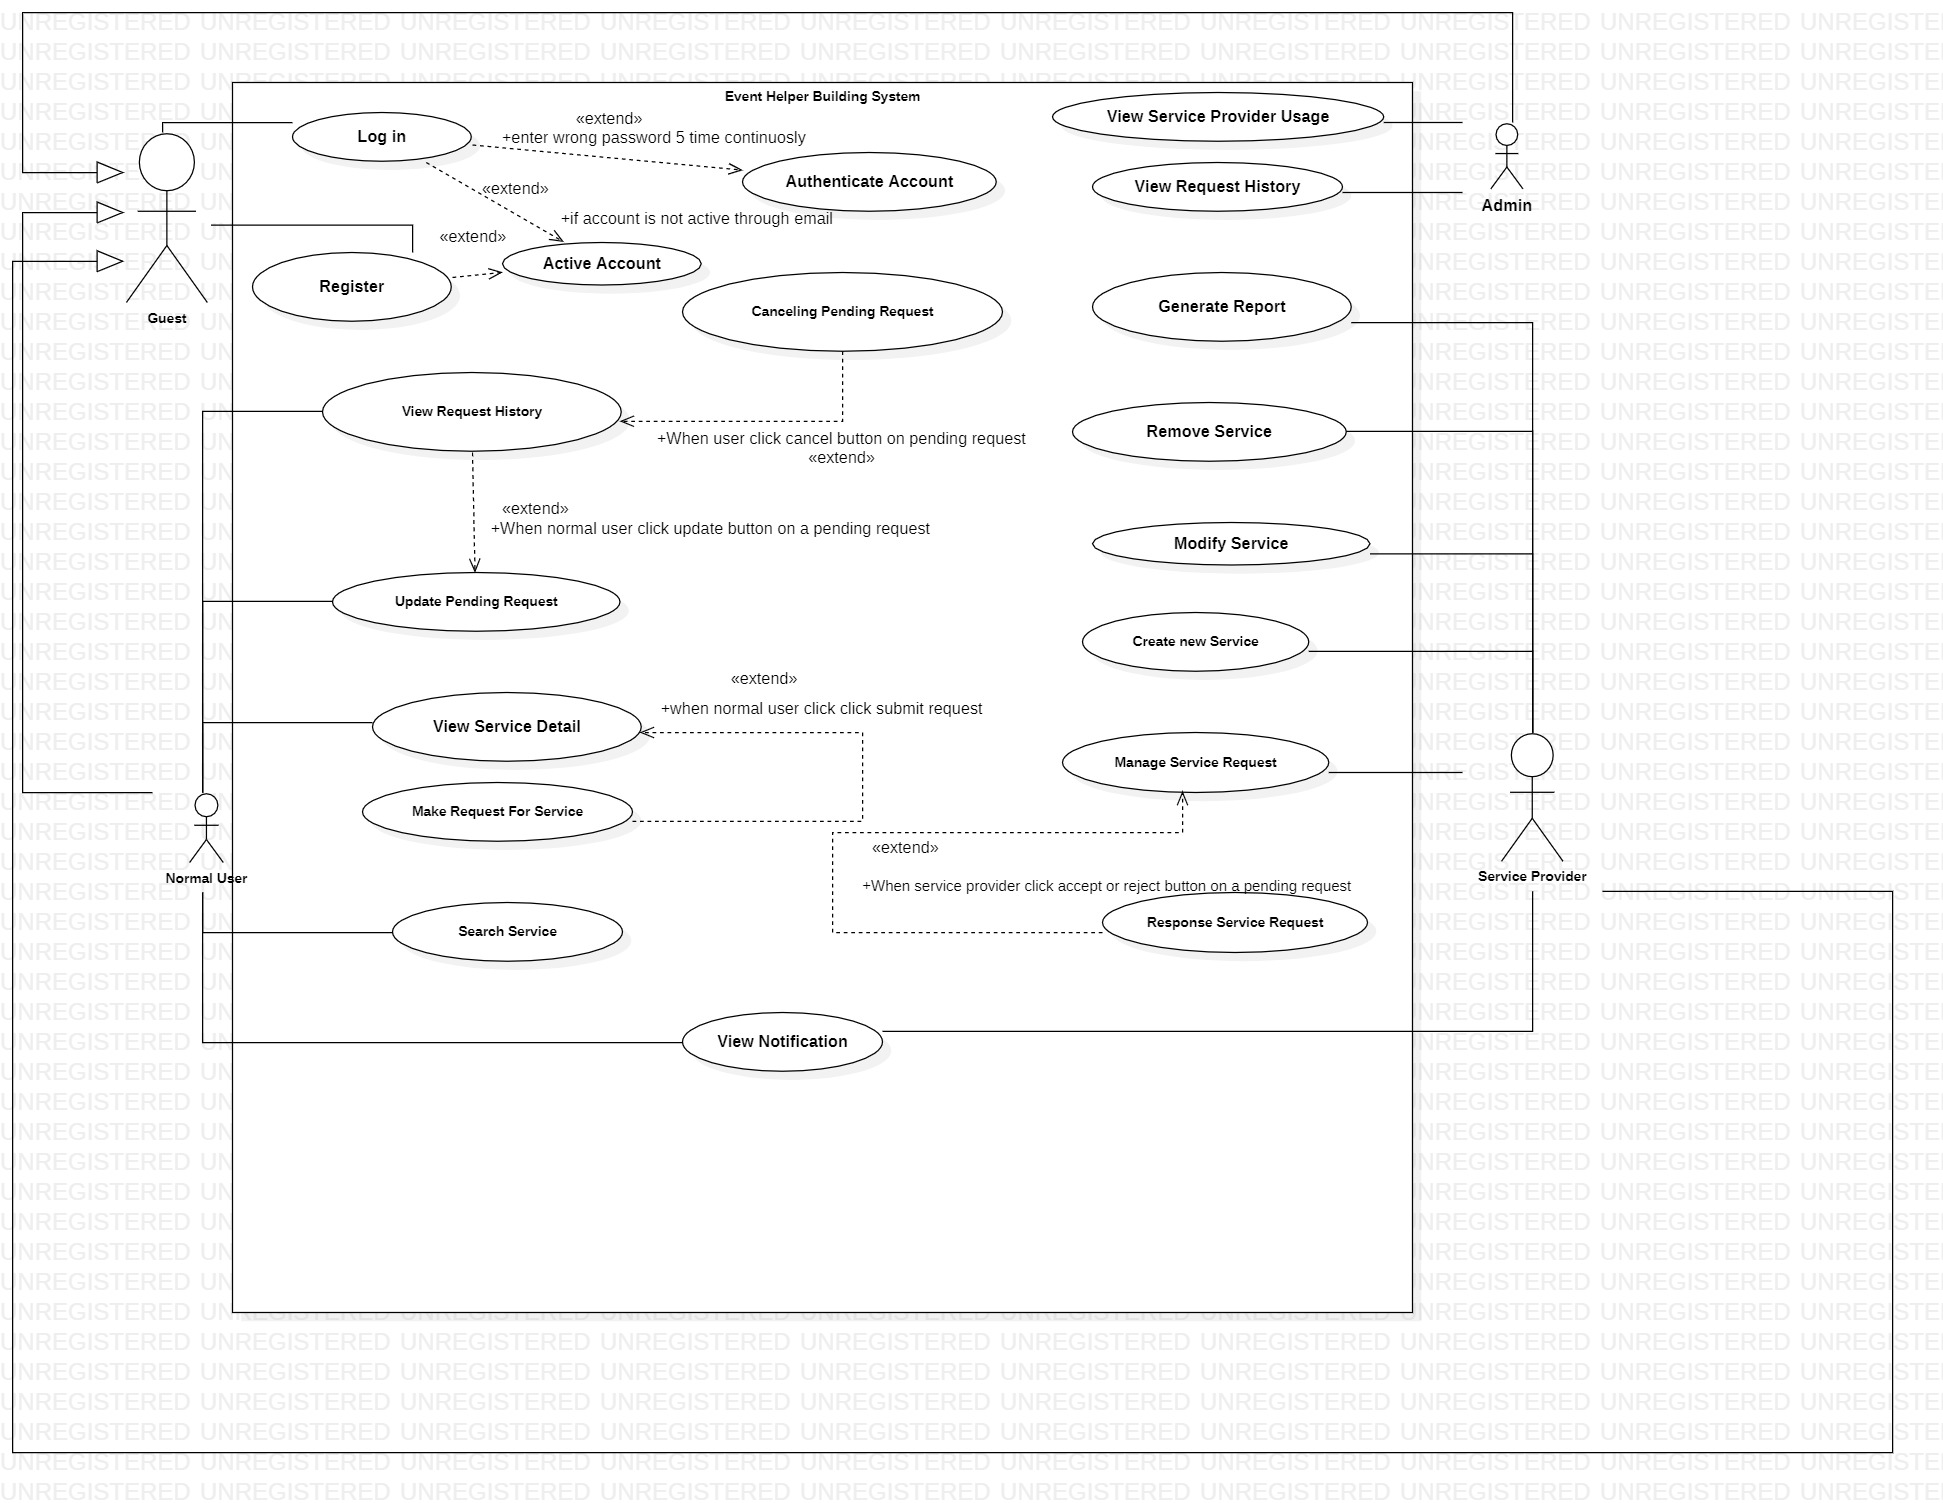 Event Helper Building System
Log in
«extend»
+enter wrong password 5 time continuosly
View Service Provider Usage
Authenticate Account
View Request History
Admin
«extend»
+if account is not active through email
«extend»
Active Account
Register
Guest
Canceling Pending Request
Generate Report
View Request History
+When user click cancel button on pending request
«extend»
Remove Service
«extend»
+When normal user click update button on a pending request
Modify Service
Update Pending Request
Create new Service
«extend»
+when normal user click click submit request
View Service Detail
Manage Service Request
Make Request For Service
«extend»
Normal User
+When service provider click accept or reject button on a pending request
Service Provider
Search Service
Response Service Request
View Notification
UNREGISTERED